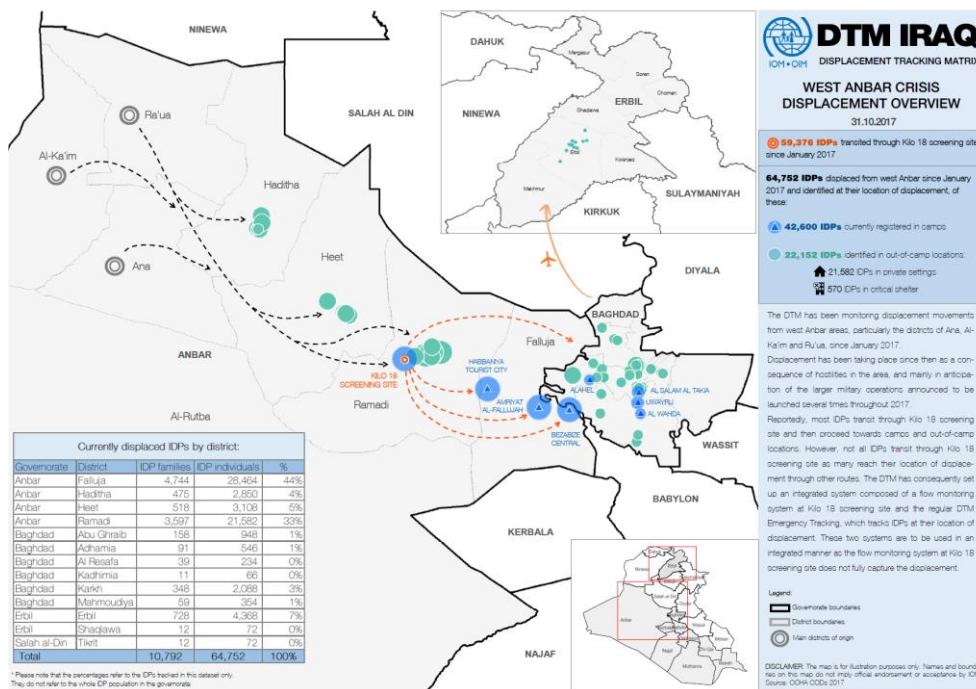 NINEWA
SALAH AL DIN
Ra'ua
Al-Ka'im
Haditha
Ana
Heet
ANBAR
Al-Rutba
Ramadi
Falluja
KILO 18
SCREENING SITE
HABBANYA
TOURIST CITY
AMRIYAT
AL-FALLUJAH
BEZABIZE
CENTRAL
ALAHEL
AL SALAM AL TAKIA
UWAYRIJ
AL WAHDA
BAGHDAD
DIYALA
WASSIT
BABYLON
KERBALA
NAJAF
DAHUK
NINEWA
Mergasur
Soran
Choman
ERBIL
Shaqlawa
Erbil
Koisnjaq
Makhmur
SULAYMANIYAH
KIRKUK
Currently displaced IDPs by district:
Governorate District IDP families IDP individuals %
Anbar Falluja 4,744 28,464 44%
Anbar Haditha 475 2,850 4%
Anbar Heet 518 3,108 5%
Anbar Ramadi 3,597 21,582 33%
Baghdad Abu Ghraib 158 948 1%
Baghdad Adhamia 91 546 1%
Baghdad Al Resafa 39 234 0%
Baghdad Kadhimia 11 66 0%
Baghdad Karkh 348 2,088 3%
Baghdad Mahmoudiya 59 354 1%
Erbil Erbil 728 4,368 7%
Erbil Shaqlawa 12 72 0%
Salah al-Din Tikrit 12 72 0%
Total 10,792 64,752 100%
* Please note that the percentages refer to the IDPs tracked in this dataset only.
They do not refer to the whole IDP population in the governorate.
IOM • OIM
DTM IRAQ
DISPLACEMENT TRACKING MATRIX
WEST ANBAR CRISIS
DISPLACEMENT OVERVIEW
31.10.2017
59,376 IDPs transited through Kilo 18 screening site
since January 2017
64,752 IDPs displaced from west Anbar since January
2017 and identified at their location of displacement, of
these:
42,600 IDPs currently registered in camps
22,152 IDPs identified in out-of-camp locations:
21,582 IDPs in private settings
570 IDPs in critical shelter
The DTM has been monitoring displacement movements
from west Anbar areas, particularly the districts of Ana, Al-
Ka'im and Ru'ua, since January 2017.
Displacement has been taking place since then as a con-
sequence of hostilities in the area, and mainly in anticipa-
tion of the larger military operations announced to be
launched several times throughout 2017.
Reportedly, most IDPs transit through Kilo 18 screening
site and then proceed towards camps and out-of-camp
locations. However, not all IDPs transit through Kilo 18
screening site as many reach their location of displace-
ment through other routes. The DTM has consequently set
up an integrated system composed of a flow monitoring
system at Kilo 18 screening site and the regular DTM
Emergency Tracking, which tracks IDPs at their location of
displacement. These two systems are to be used in an
integrated manner as the flow monitoring system at Kilo 18
screening site does not fully capture the displacement.
Legend:
Governorate boundaries
District boundaries
Main districts of origin
DISCLAIMER: The map is for illustration purposes only. Names and bound-
ries on this map do not imply official endorsement or acceptance by IO
Source: OCHA CODs 2017